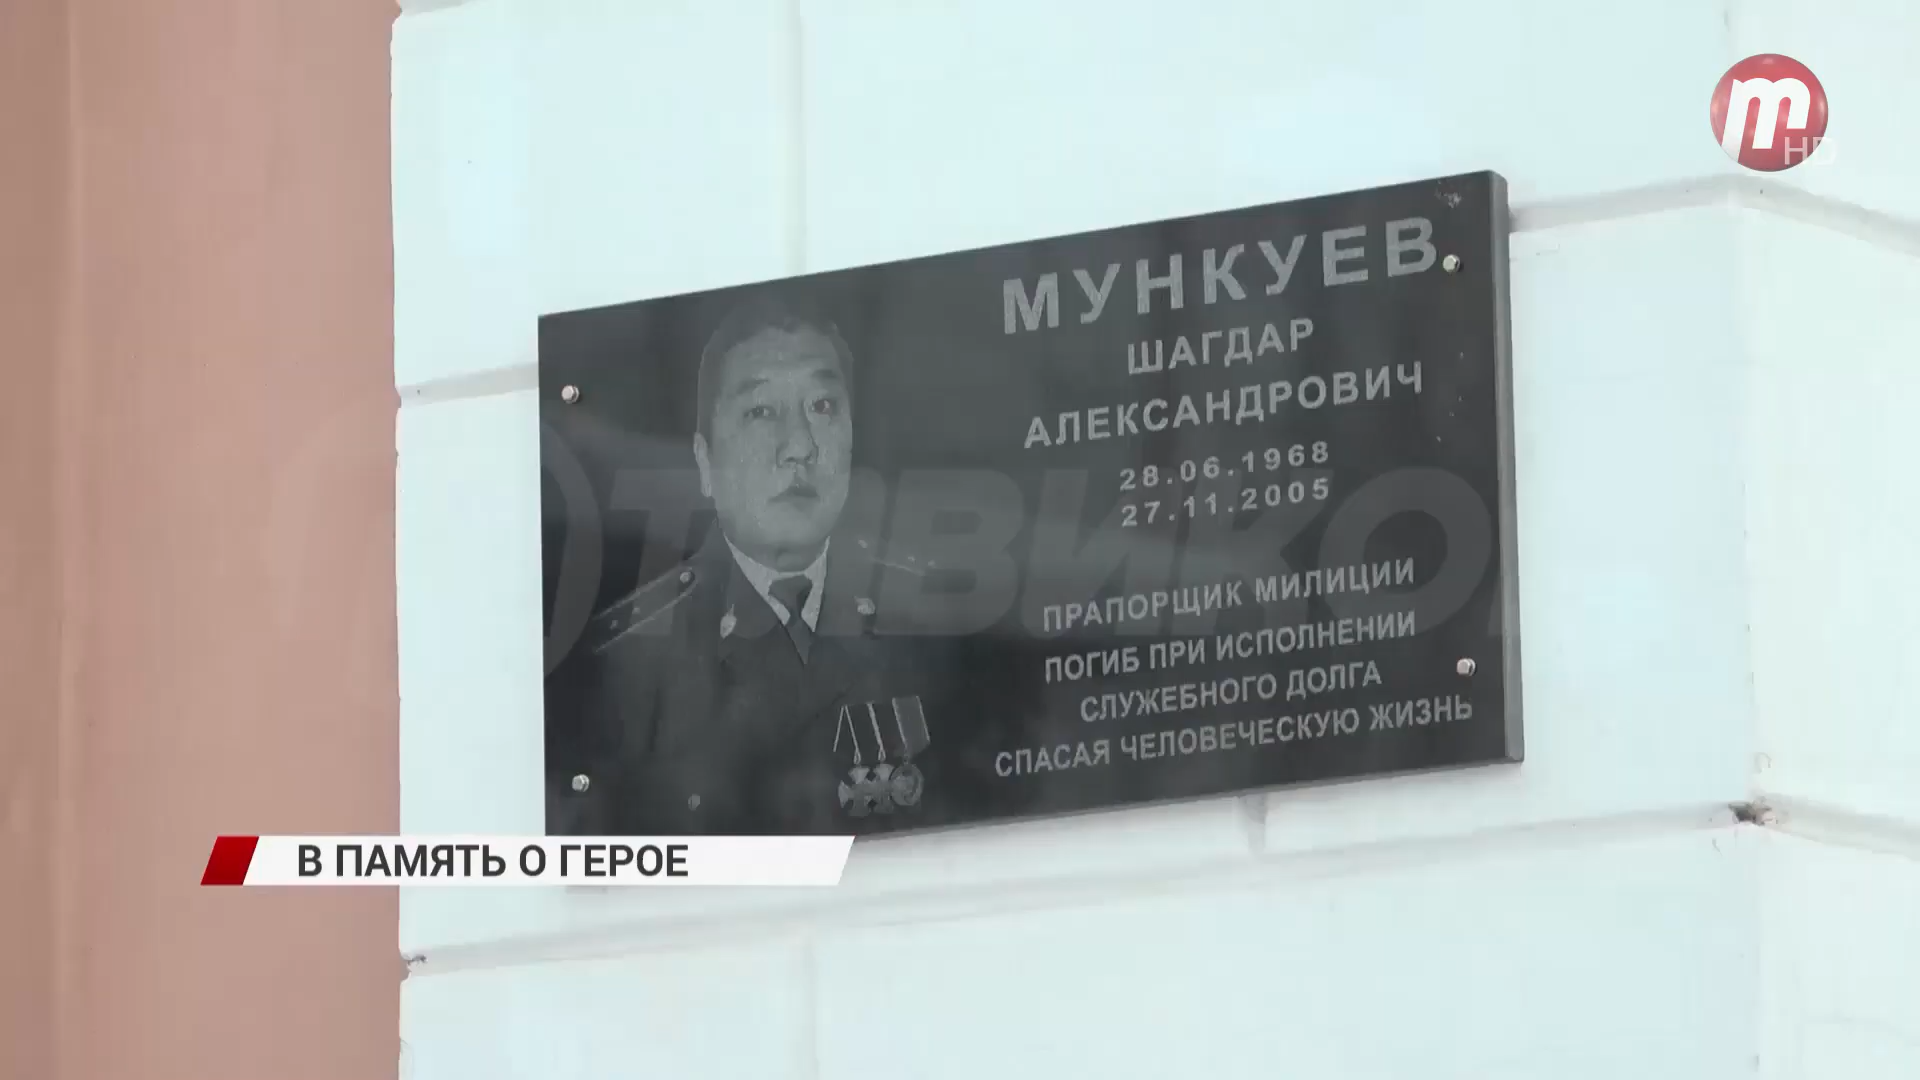 m
HD
МУНКУЕВ
ШАГДАР
АЛЕКСАНДРОВИЧ
28.06.1968
27.11.2005
ПРАПОРЩИК МИЛИЦИИ
ПОГИБ ПРИ ИСПОЛНЕНИИ
СЛУЖЕБНОГО ДОЛГА
СПАСАЯ ЧЕЛОВЕЧЕСКУЮ ЖИЗНЬ
В ПАМЯТЬ О ГЕРОЕ